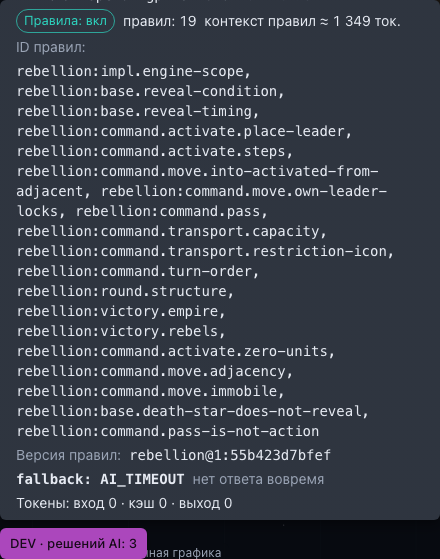 Правила: вкл правил: 19 контекст правил ≈ 1 349 ток.
ID правил:
rebellion:impl.engine-scope,
rebellion:base.reveal-condition,
rebellion:base.reveal-timing,
rebellion:command.activate.place-leader,
rebellion:command.activate.steps,
rebellion:command.move.into-activated-from-
adjacent, rebellion:command.move.own-leader-
locks, rebellion:command.pass,
rebellion:command.transport.capacity,
rebellion:command.transport.restriction-icon,
rebellion:command.turn-order,
rebellion:round.structure,
rebellion:victory.empire,
rebellion:victory.rebels,
rebellion:command.activate.zero-units,
rebellion:command.move.adjacency,
rebellion:command.move.immobile,
rebellion:base.death-star-does-not-reveal,
rebellion:command.pass-is-not-action
Версия правил: rebellion@1:55b423d7bfef
fallback: AI_TIMEOUT нет ответа вовремя
Токены: вход 0 · кэш 0 · выход 0
DEV · решений AI: 3
графика